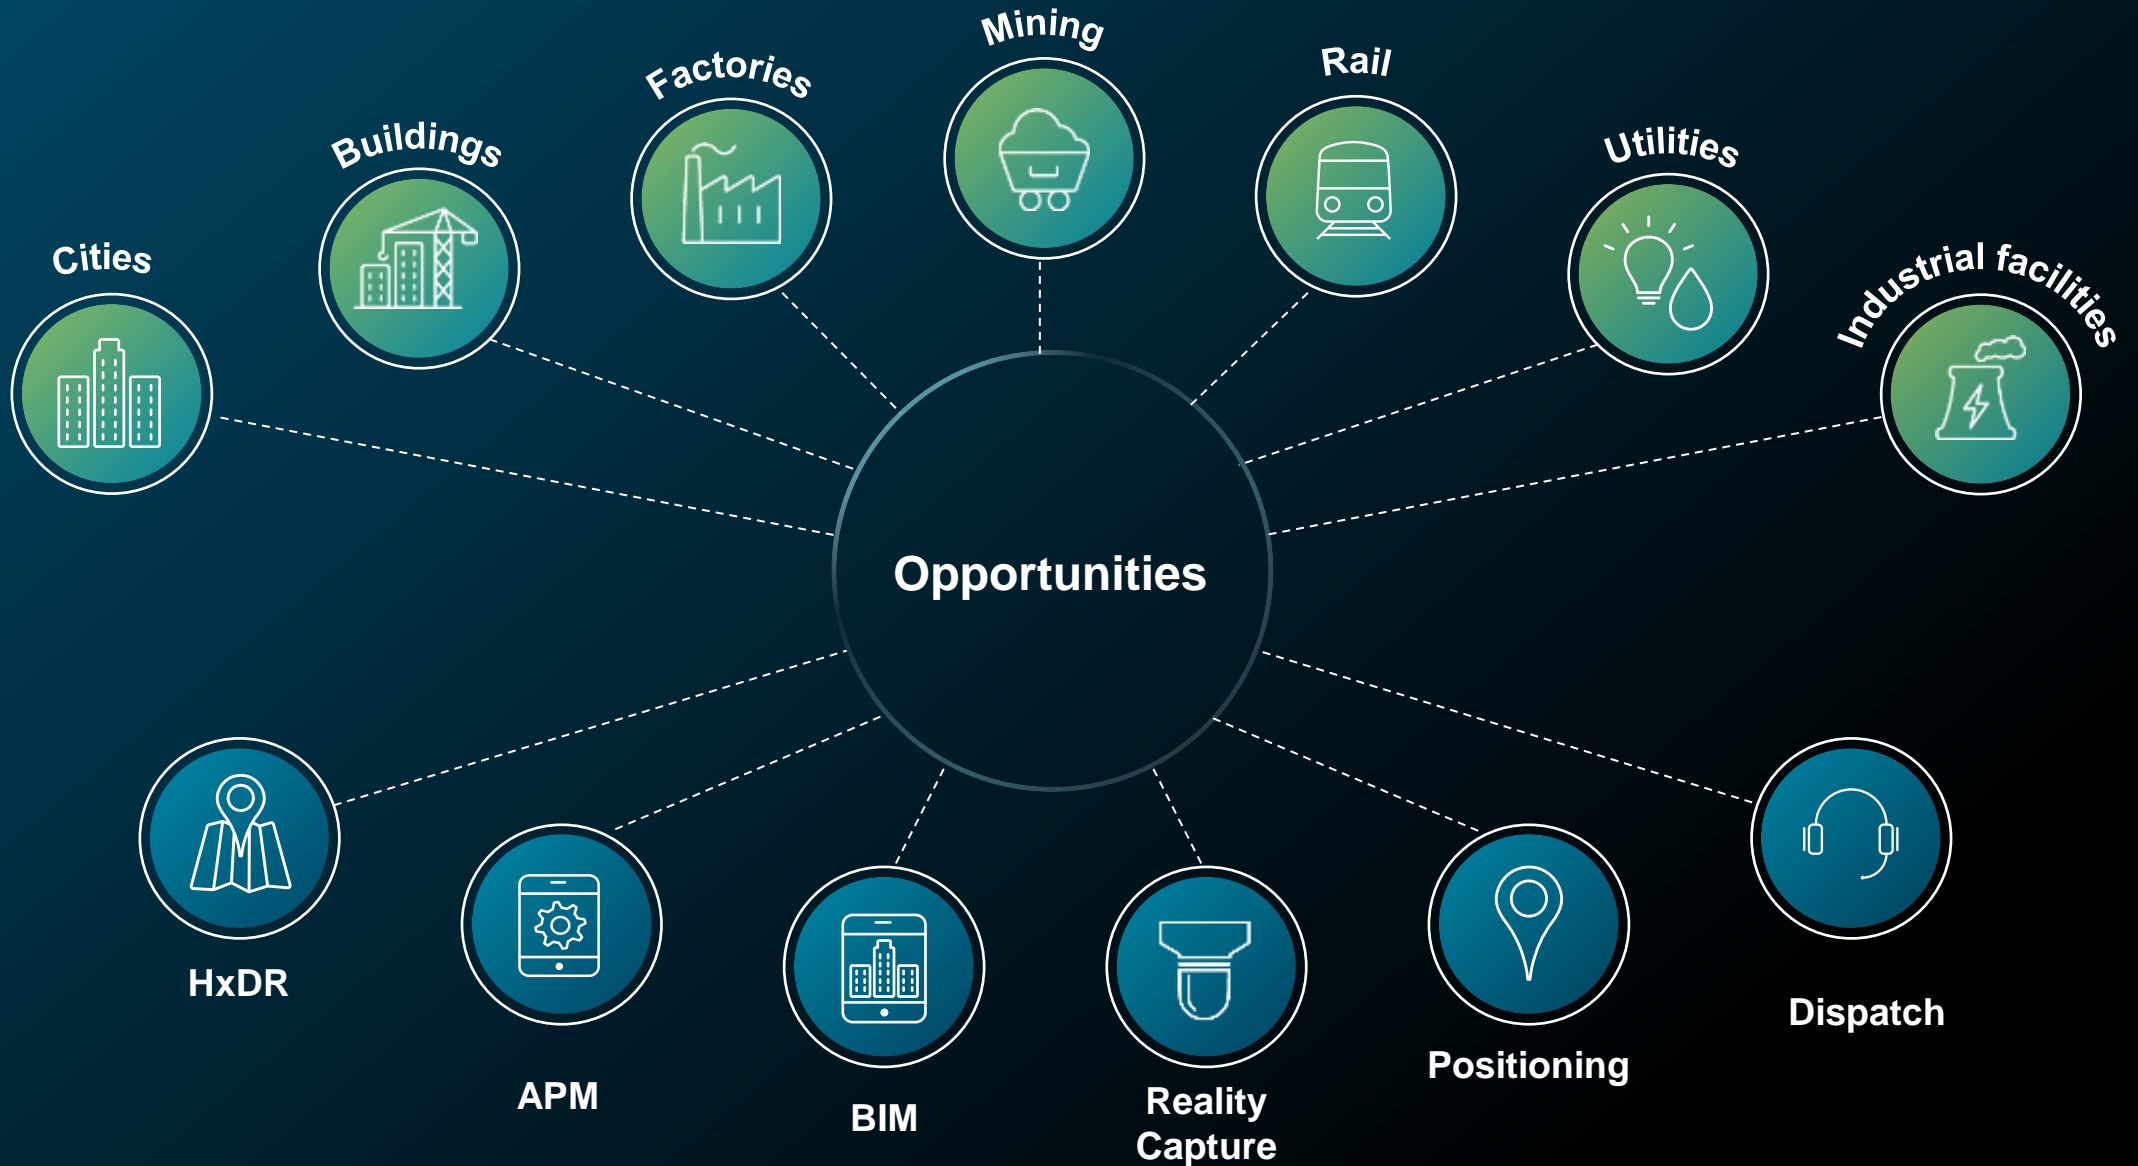 Mining
Rail
Factories
Buildings
Utilities
Cities
Industrial facilities
Opportunities
HxDR
APM
BIM
Reality
Capture
Positioning
Dispatch